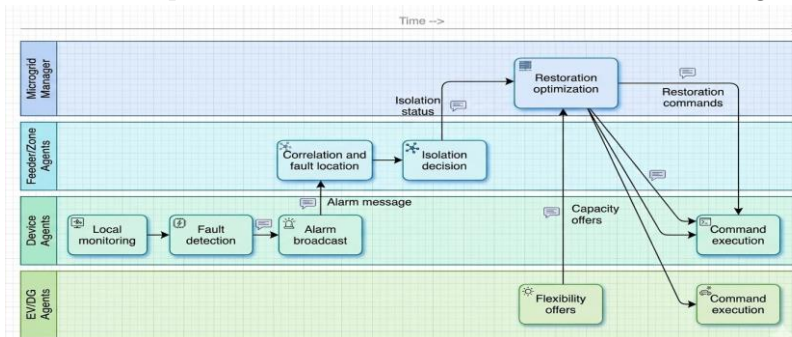 Time -->
Microgrid
Manager
Restoration
optimization
Isolation
status
Restoration
commands
Feeder/Zone
Agents
Correlation and
fault location
Isolation
decision
Device
Agents
Alarm message
Capacity
offers
Local
monitoring
Fault
detection
Alarm
broadcast
Command
execution
EV/DG
Agents
Flexibility
offers
Command
execution